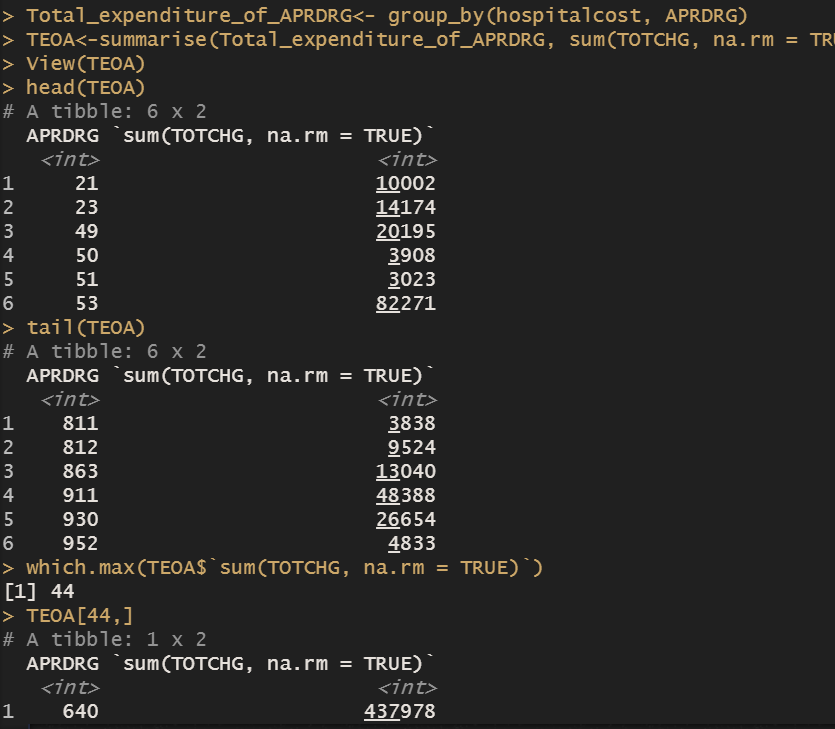 > Total_expenditure_of_APRDRG<- group_by(hospitalcost, APRDRG)
> TEOA<-summarise(Total_expenditure_of_APRDRG, sum(TOTCHG, na.rm = TRU
> View(TEOA)
> head(TEOA)
# A tibble: 6 x 2
  APRDRG `sum(TOTCHG, na.rm = TRUE)`
   <int>                       <int>
1     21                       10002
2     23                       14174
3     49                       20195
4     50                        3908
5     51                        3023
6     53                       82271
> tail(TEOA)
# A tibble: 6 x 2
  APRDRG `sum(TOTCHG, na.rm = TRUE)`
   <int>                       <int>
1    811                        3838
2    812                        9524
3    863                       13040
4    911                       48388
5    930                       26654
6    952                        4833
> which.max(TEOA$`sum(TOTCHG, na.rm = TRUE)`)
[1] 44
> TEOA[44,]
# A tibble: 1 x 2
  APRDRG `sum(TOTCHG, na.rm = TRUE)`
   <int>                       <int>
1    640                      437978